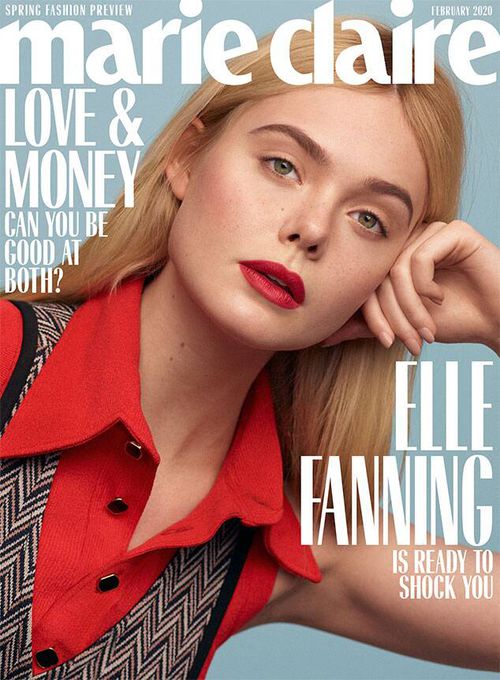 SPRING FASHION PREVIEW
FEBRUARY 2020
marie claire
LOVE &
MONEY
CAN YOU BE
GOOD AT
BOTH?
ELLE
FANNING
IS READY TO
SHOCK YOU